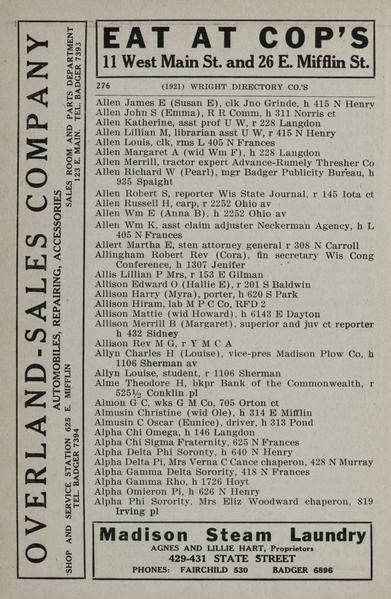 EAT AT COP'S
11 West Main St. and 26 E. Mifflin St.
276 (1921) WRIGHT DIRECTORY CO.'S
Allen James E (Susan E), clk Jno Grinde, h 415 N Henry
Allen John S (Emma), R R Comm, h 311 Norris ct
Allen Katherine, asst prof U W, r 228 Langdon
Allen Lillian M, librarian asst U W, r 415 N Henry
Allen Louis, clk, rms L 405 N Frances
Allen Margaret A (wid Wm F), h 228 Langdon
Allen Merrill, tractor expert Advance-Rumely Thresher Co
Allen Richard W (Pearl), mgr Badger Publicity Bureau, h
935 Spaight
Allen Robert S, reporter Wis State Journal, r 145 Iota ct
Allen Russell H, carp, r 2252 Ohio av
Allen Wm E (Anna B), h 2252 Ohio av
Allen Wm K, asst claim adjuster Neckerman Agency, h L
405 N Frances
Allert Martha E, sten attorney general r 308 N Carroll
Allingham Robert Rev (Cora), fin secretary Wis Cong
Conference, h 1307 Jenifer
Allis Lillian P Mrs, r 153 E Gilman
Allison Edward O (Hallie E), r 201 S Baldwin
Allison Harry (Myra), porter, h 620 S Park
Allison Hiram, lab M P C Co, RFD 2
Allison Mattie (wid Howard), h 6143 E Dayton
Allison Merrill B (Margaret), superior and juv ct reporter
h 432 Sidney
Allison Rev M G, r Y M C A
Allyn Charles H (Louise), vice-pres Madison Plow Co, h
1106 Sherman av
Allyn Louise, student, r 1106 Sherman
Alme Theodore H, bkpr Bank of the Commonwealth, r
525½ Conklin pl
Almon G C, wks G M Co, 705 Orton ct
Almusin Christine (wid Ole), h 314 E Mifflin
Almusin C Oscar (Eunice), driver, h 313 Pond
Alpha Chi Omega, h 146 Langdon
Alpha Chi Sigma Fraternity, 625 N Frances
Alpha Delta Phi Soronty, h 640 N Henry
Alpha Delta Pi, Mrs Verna C Cance chaperon, 428 N Murray
Alpha Gamma Delta Sorority, 418 N Frances
Alpha Gamma Rho, h 1726 Hoyt
Alpha Omieron Pi, h 626 N Henry
Alpha Phi Sorority, Mrs Eliz Woodward chaperon, 819
Irving pl
Madison Steam Laundry
AGNES AND LILLIE HART, Proprietors
429-431 STATE STREET
PHONES: FAIRCHILD 530 BADGER 6896
OVERLAND-SALES COMPANY
AUTOMOBILES, REPAIRING, ACCESSORIES
SHOP AND SERVICE STATION 625 E. MIFFLIN
TEL. BADGER 7394
SALES ROOM AND PARTS DEPARTMENT
123 E. MAIN. TEL. BADGER 7393